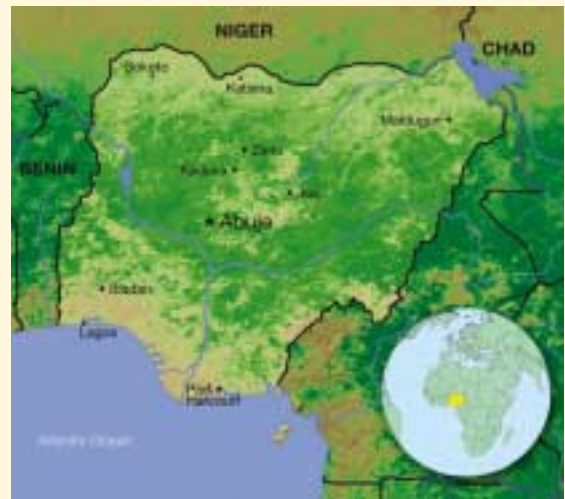 NIGER
CHAD
Sokoto
Katsina
Maiduguri
Zaria
BENIN
Kaduna
Jos
Abuja
Ibadan
Lagos
Port
Harcourt
Atlantic Ocean